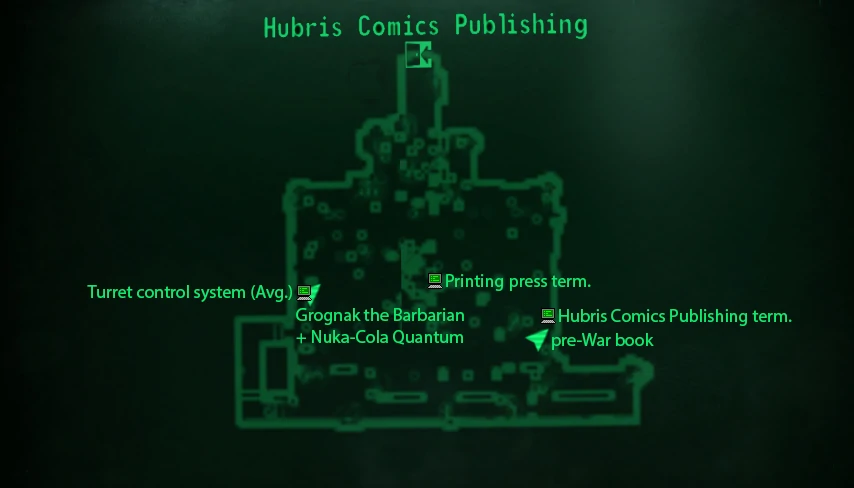 Hubris Comics Publishing
Printing press term.
Turret control system (Avg.)
Grognak the Barbarian
+ Nuka-Cola Quantum
Hubris Comics Publishing term.
pre-War book